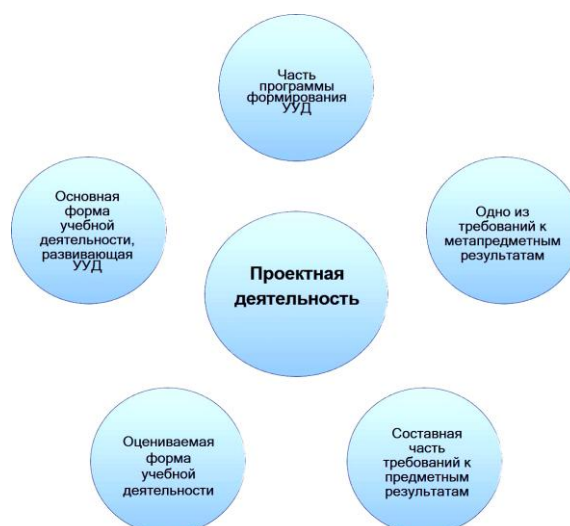 Часть
программы
формирования
УУД
Основная
форма
учебной
деятельности,
развивающая
УУД
Одно из
требований к
метапредметным
результатам
Проектная
деятельность
Оцениваемая
форма
учебной
деятельности
Составная
часть
требований к
предметным
результатам